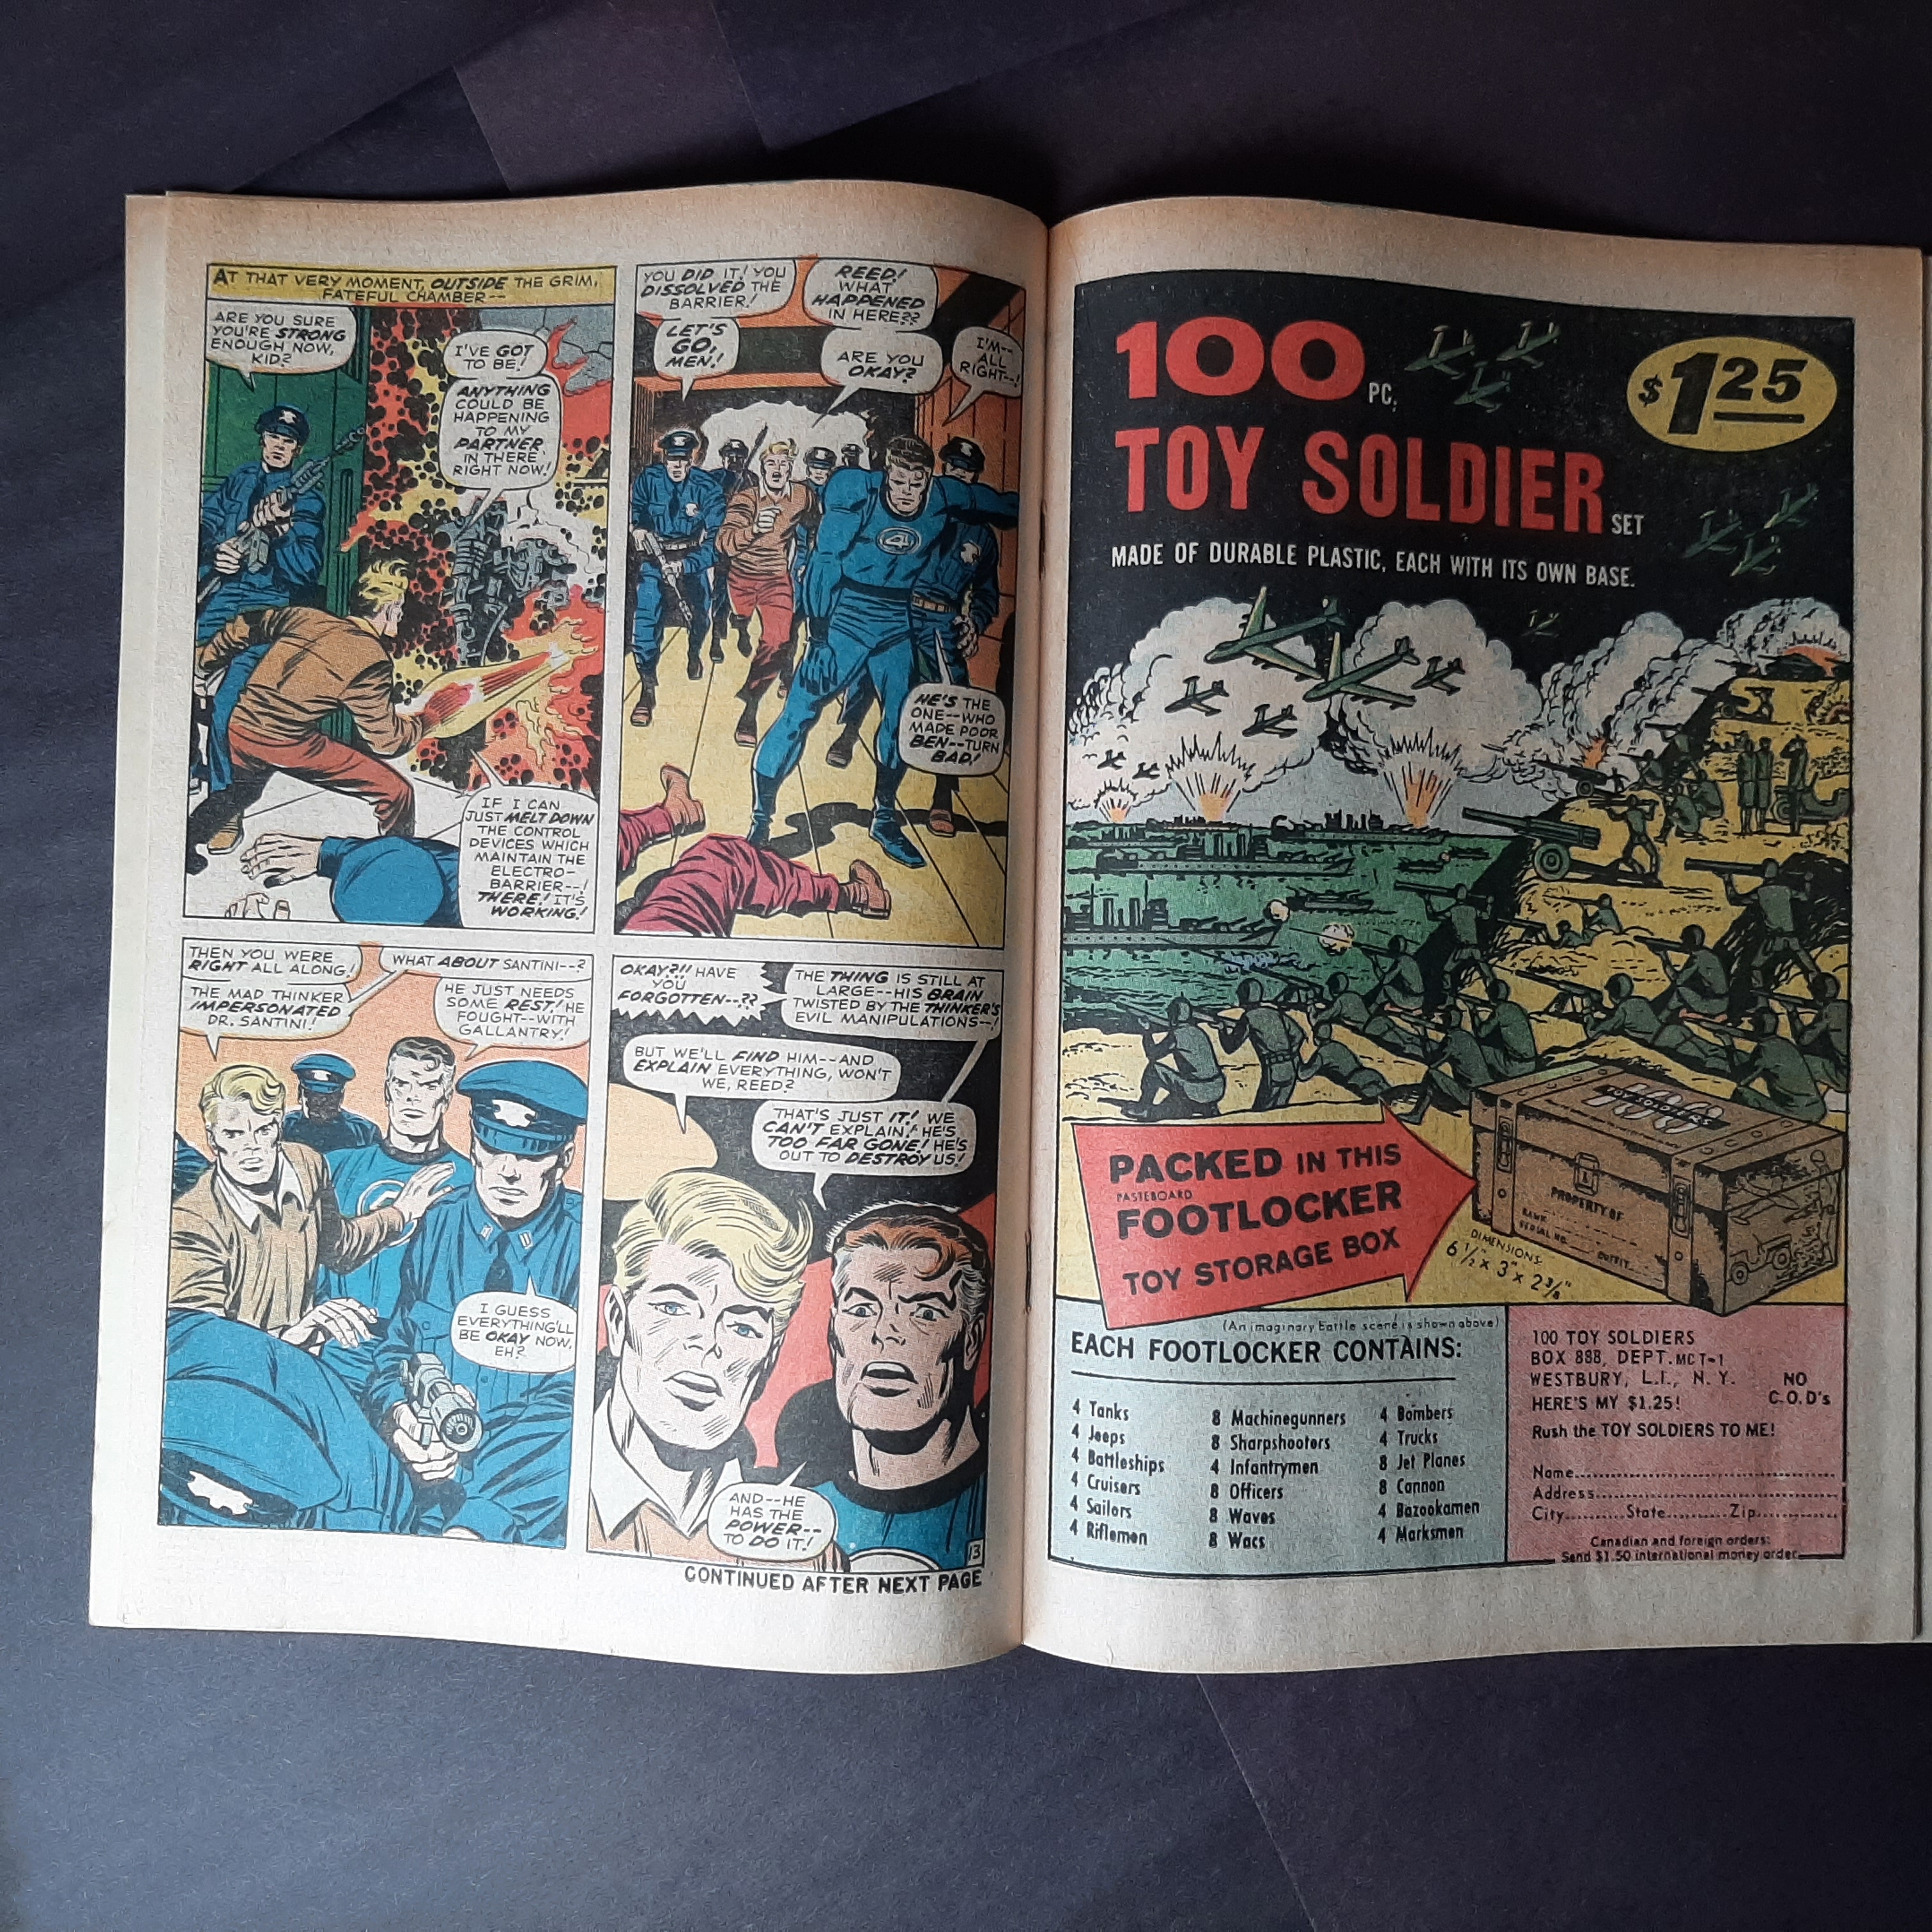 AT THAT VERY MOMENT, OUTSIDE THE GRIM,
FATEFUL CHAMBER--
ARE YOU SURE
YOU'RE STRONG
ENOUGH NOW,
KID?
I'VE GOT
TO BE!
ANYTHING
COULD BE
HAPPENING
TO MY
PARTNER
IN THERE
RIGHT NOW!
IF I CAN
JUST MELT DOWN
THE CONTROL
DEVICES WHICH
MAINTAIN THE
ELECTRO-
BARRIER--!
THERE! IT'S
WORKING!
YOU DID IT! YOU
DISSOLVED THE
BARRIER!
LET'S
GO,
MEN!
REED!
WHAT
HAPPENED
IN HERE??
ARE YOU
OKAY?
I'M--
ALL
RIGHT--!
4
HE'S THE
ONE--WHO
MADE POOR
BEN--TURN
BAD!
THEN YOU WERE
RIGHT ALL ALONG!
THE MAD THINKER
IMPERSONATED
DR. SANTINI!
WHAT ABOUT SANTINI--?
HE JUST NEEDS
SOME REST! HE
FOUGHT--WITH
GALLANTRY!
I GUESS
EVERYTHING'LL
BE OKAY NOW,
EH?
OKAY?!! HAVE
YOU
FORGOTTEN--??
THE THING IS STILL AT
LARGE--HIS BRAIN
TWISTED BY THE THINKER'S
EVIL MANIPULATIONS--!
BUT WE'LL FIND HIM--AND
EXPLAIN EVERYTHING, WON'T
WE, REED?
THAT'S JUST IT! WE
CAN'T EXPLAIN! HE'S
TOO FAR GONE! HE'S
OUT TO DESTROY US!
AND--HE
HAS THE
POWER--
TO DO IT!
13
CONTINUED AFTER NEXT PAGE
100 PC.
$1.25
TOY SOLDIER SET
MADE OF DURABLE PLASTIC, EACH WITH ITS OWN BASE.
TOY SOLDIERS
PROPERTY OF
RANK
SERIAL NO.
OUTFIT
PACKED IN THIS
PASTEBOARD
FOOTLOCKER
TOY STORAGE BOX
DIMENSIONS:
6 1/2" x 3" x 2 3/8"
(An imaginary battle scene is shown above)
EACH FOOTLOCKER CONTAINS:
4 Tanks
4 Jeeps
4 Battleships
4 Cruisers
4 Sailors
4 Riflemen
8 Machinegunners
8 Sharpshooters
4 Infantrymen
8 Officers
8 Waves
8 Wacs
4 Bombers
4 Trucks
8 Jet Planes
8 Cannon
4 Bazookamen
4 Marksmen
100 TOY SOLDIERS
BOX 888, DEPT. MCT-1
WESTBURY, L.I., N. Y.
NO
C.O.D's
HERE'S MY $1.25!
Rush the TOY SOLDIERS TO ME!
Name
Address
City State Zip
Canadian and foreign orders:
Send $1.50 international money order